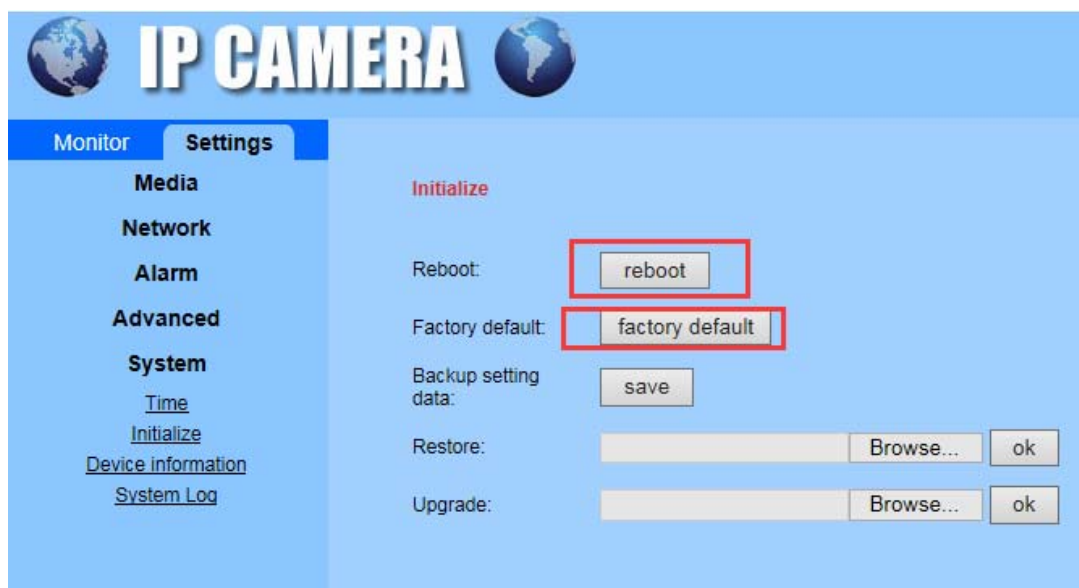 IP CAMERA
Monitor Settings
Media
Network
Alarm
Advanced
System
Time
Initialize
Device information
System Log
Initialize
Reboot: reboot
Factory default: factory default
Backup setting
data: save
Restore: Browse... ok
Upgrade: Browse... ok